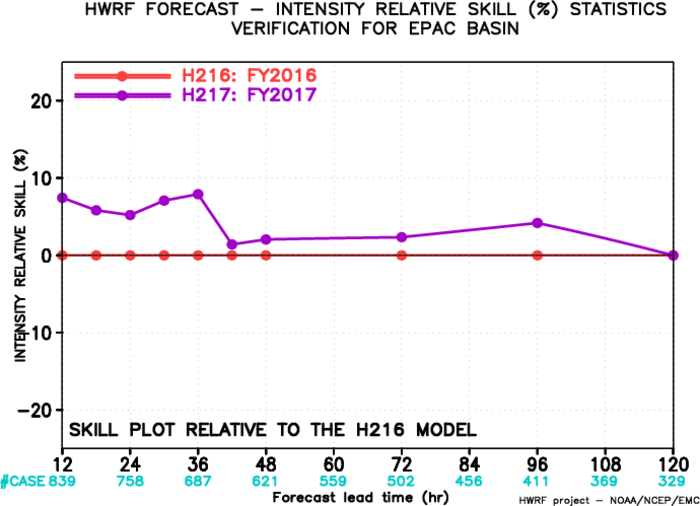 HWRF FORECAST – INTENSITY RELATIVE SKILL (%) STATISTICS
VERIFICATION FOR EPAC BASIN
H216: FY2016
H217: FY2017
INTENSITY RELATIVE SKILL (%)
20
10
0
–10
–20
SKILL PLOT RELATIVE TO THE H216 MODEL
12 24 36 48 60 72 84 96 108 120
#CASE 839 758 687 621 559 502 456 411 369 329
Forecast lead time (hr)
HWRF project – NOAA/NCEP/EMC